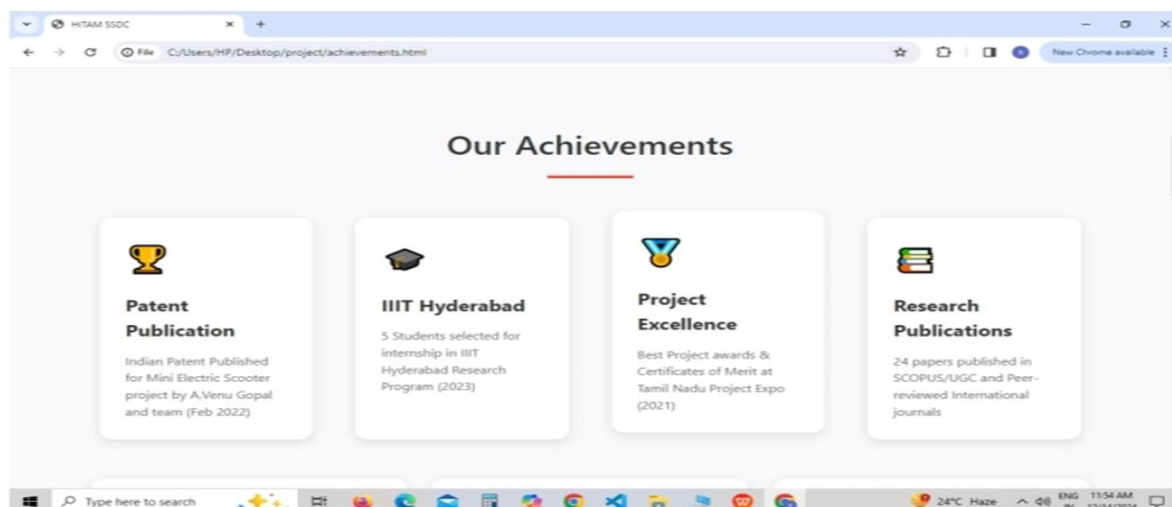 HITAM SSDC
File
C:/Users/HP/Desktop/project/achievements.html
New Chrome available
Our Achievements
Patent
Publication
Indian Patent Published
for Mini Electric Scooter
project by A.Venu Gopal
and team (Feb 2022)
IIIT Hyderabad
5 Students selected for
internship in IIIT
Hyderabad Research
Program (2023)
Project
Excellence
Best Project awards &
Certificates of Merit at
Tamil Nadu Project Expo
(2021)
Research
Publications
24 papers published in
SCOPUS/UGC and Peer-
reviewed International
journals
Type here to search
24°C Haze
ENG
11:54 AM